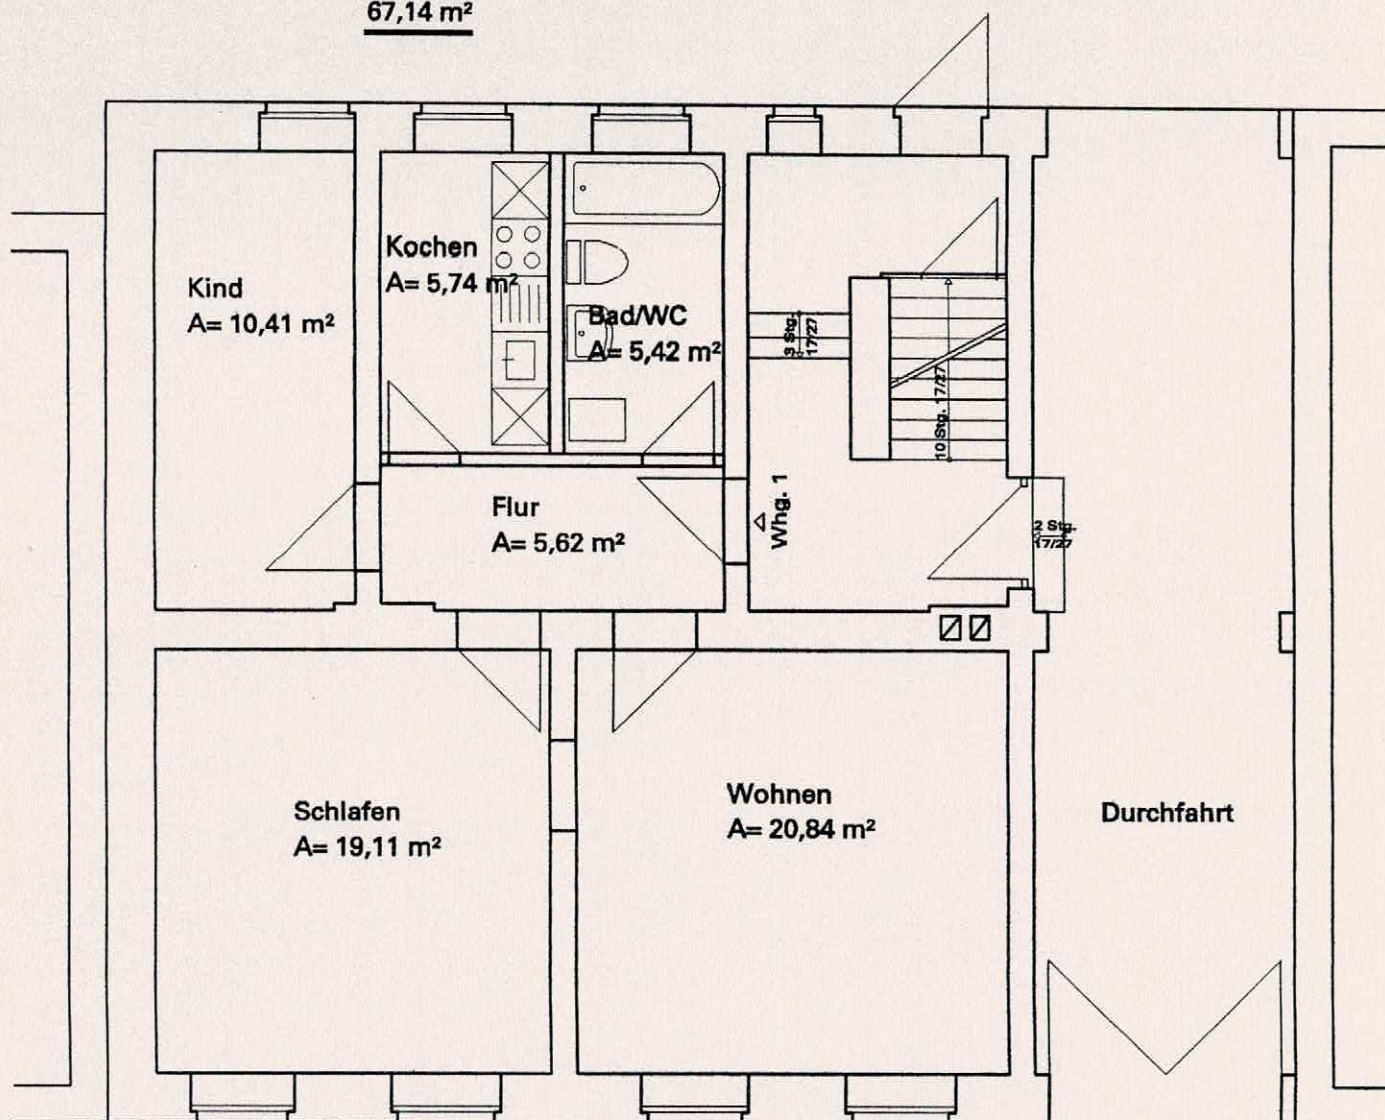 67,14 m²
Kind
A= 10,41 m²
Kochen
A= 5,74 m²
Bad/WC
A= 5,42 m²
3 Stg.
17/27
10 Stg. 17/27
Flur
A= 5,62 m²
Whg. 1
2 Stg.
17/27
Schlafen
A= 19,11 m²
Wohnen
A= 20,84 m²
Durchfahrt